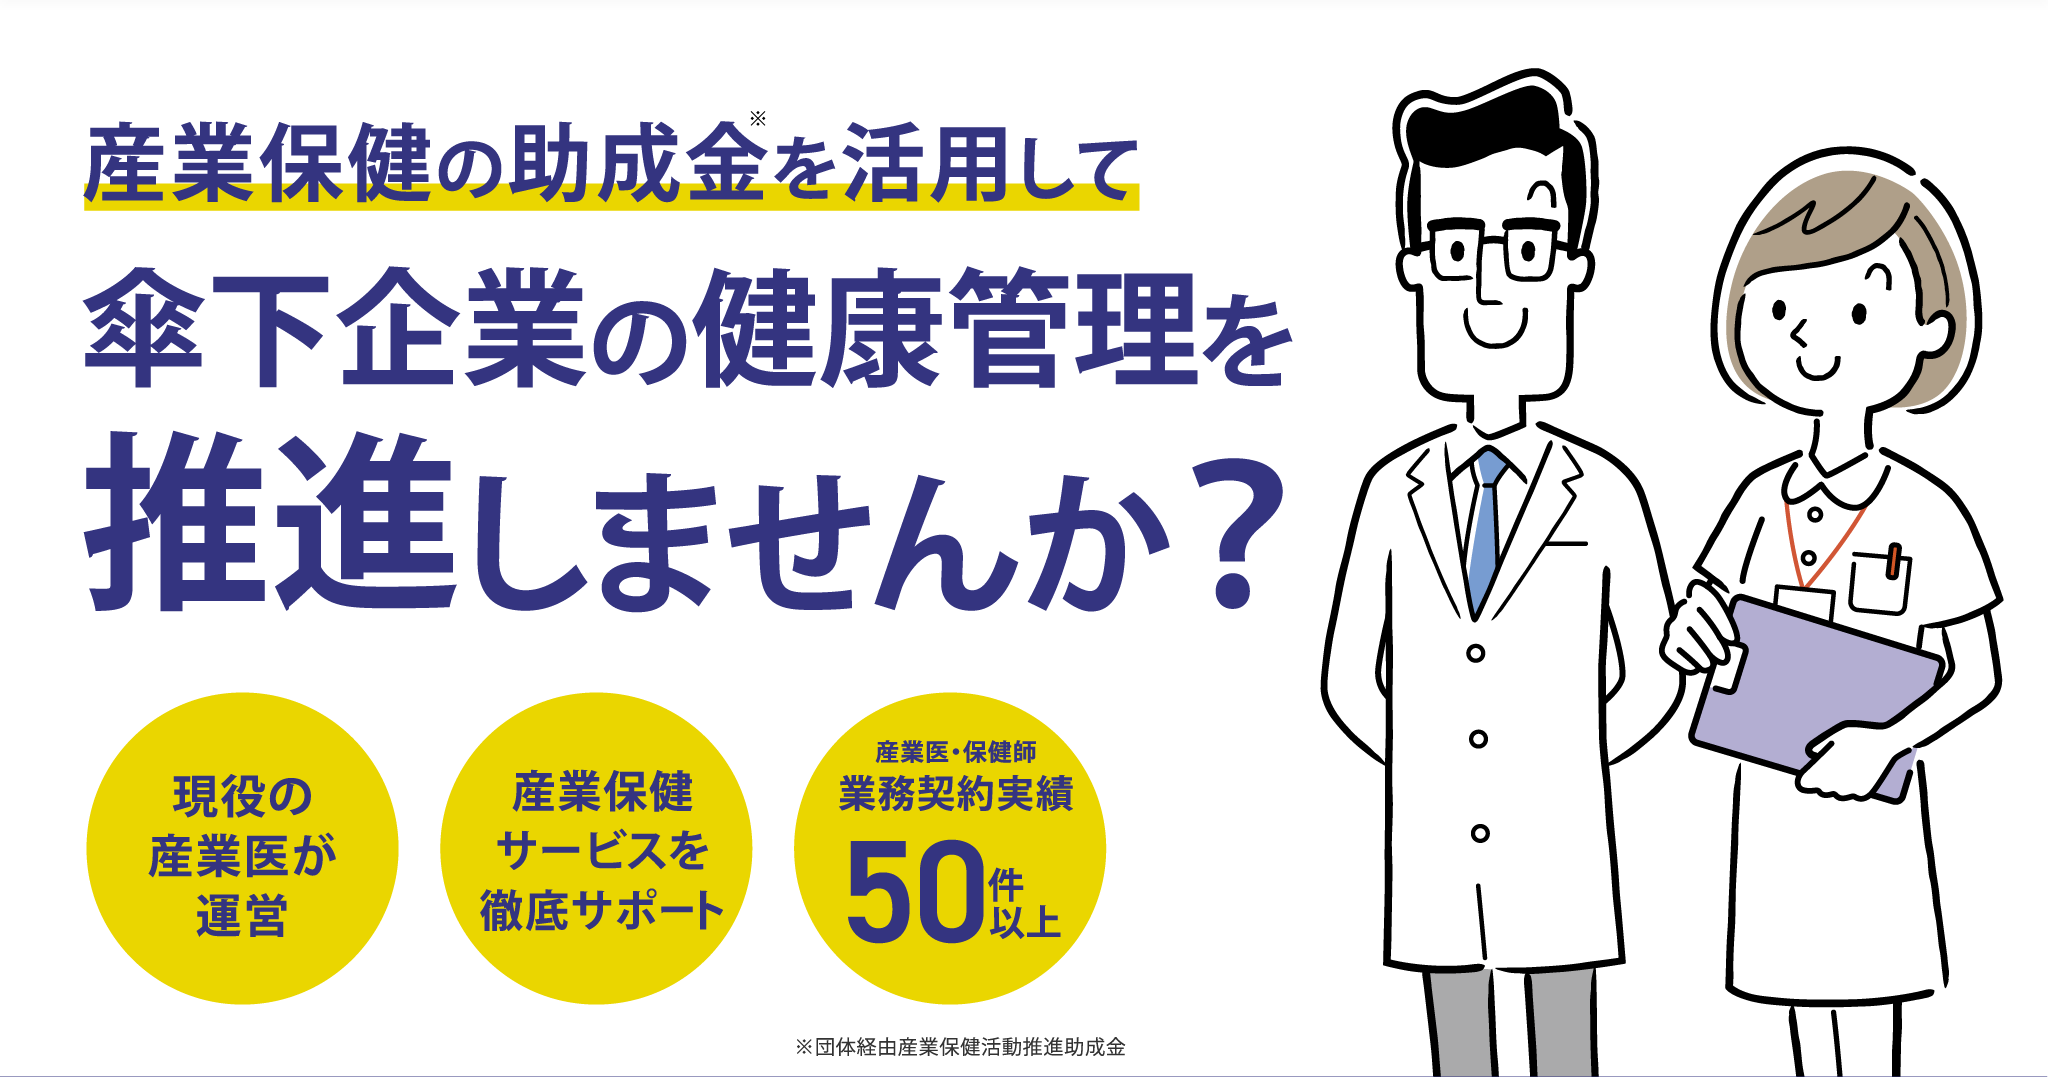 産業保健の助成金※を活用して
傘下企業の健康管理を
推進しませんか？
現役の
産業医が
運営
産業保健
サービスを
徹底サポート
産業医・保健師
業務契約実績
50件以上
※団体経由産業保健活動推進助成金